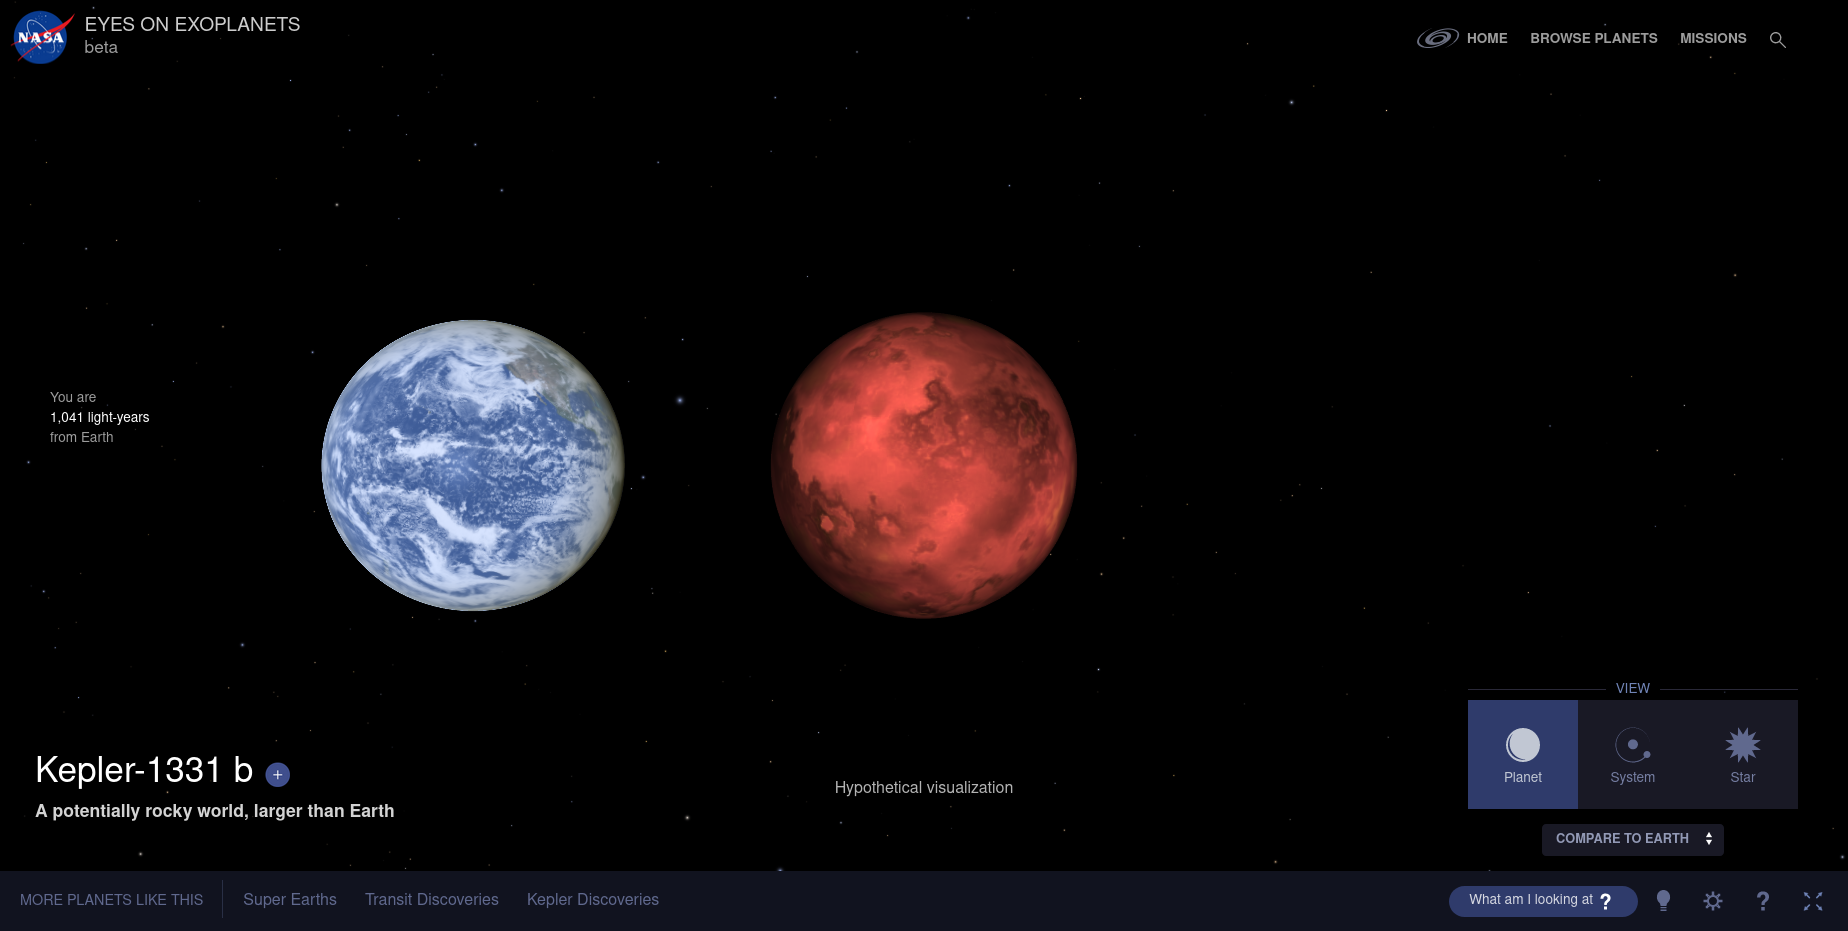 NASA
EYES ON EXOPLANETS
beta
HOME
BROWSE PLANETS
MISSIONS
You are
1,041 light-years
from Earth
Kepler-1331 b +
A potentially rocky world, larger than Earth
Hypothetical visualization
VIEW
Planet
System
Star
COMPARE TO EARTH
MORE PLANETS LIKE THIS
Super Earths
Transit Discoveries
Kepler Discoveries
What am I looking at ?
?